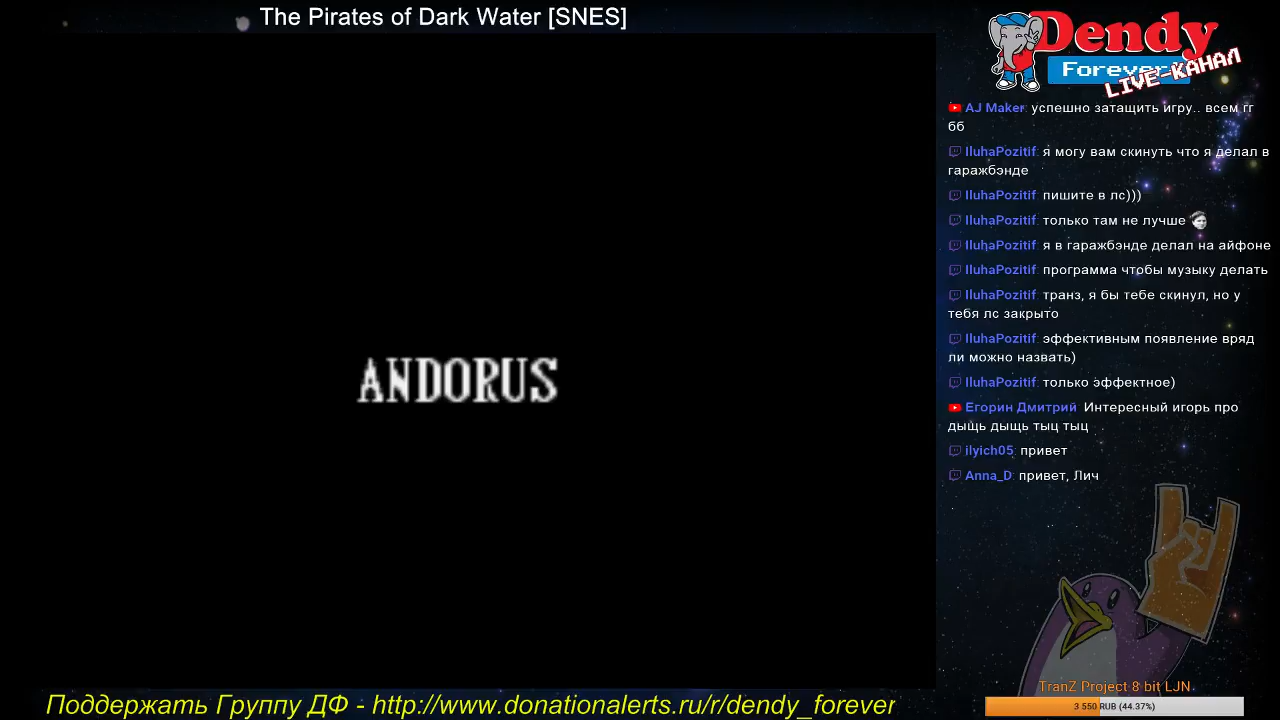 The Pirates of Dark Water [SNES]
Dendy
Forever
LIVE-КАНАЛ
AJ Maker: успешно затащить игру.. всем гг
бб
IluhaPozitif: я могу вам скинуть что я делал в
гаражбэнде
IluhaPozitif: пишите в лс)))
IluhaPozitif: только там не лучше
IluhaPozitif: я в гаражбэнде делал на айфоне
IluhaPozitif: программа чтобы музыку делать
IluhaPozitif: транз, я бы тебе скинул, но у
тебя лс закрыто
IluhaPozitif: эффективным появление вряд
ли можно назвать)
IluhaPozitif: только эффектное)
Егорин Дмитрий: Интересный игорь про
дыщь дыщь тыц тыц
ilyich05: привет
Anna_D: привет, Лич
ANDORUS
TranZ Project 8 bit LJN
3 550 RUB (44.37%)
Поддержать Группу ДФ - http://www.donationalerts.ru/r/dendy_forever